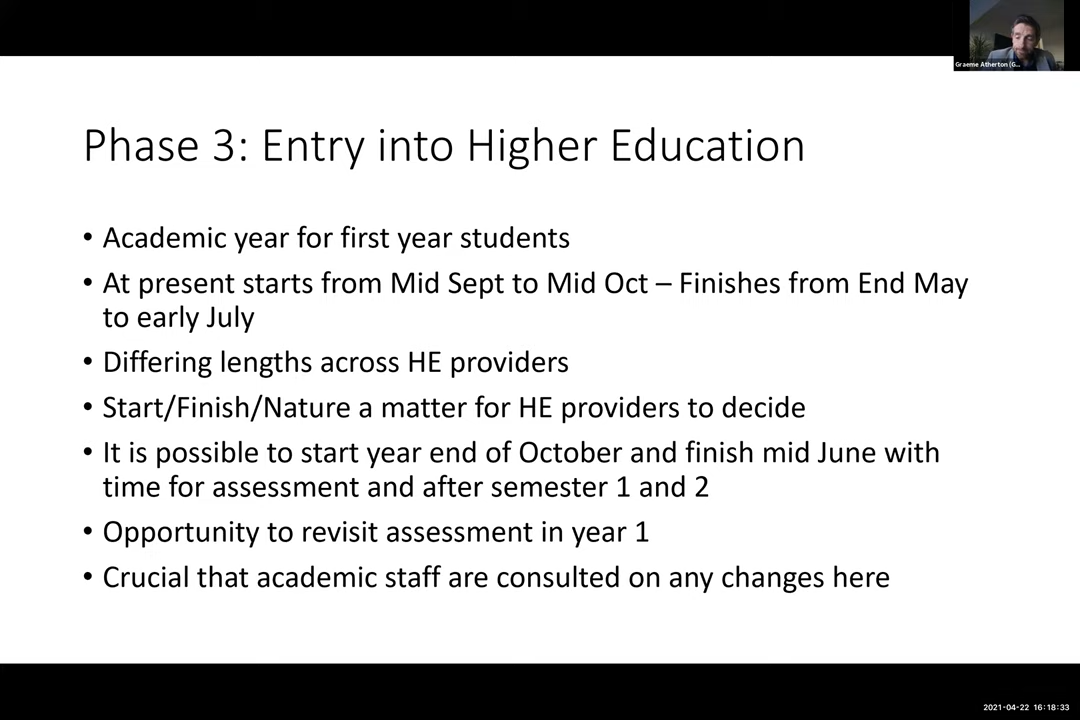 Graeme Atherton (G...
Phase 3: Entry into Higher Education
• Academic year for first year students
• At present starts from Mid Sept to Mid Oct – Finishes from End May
to early July
• Differing lengths across HE providers
• Start/Finish/Nature a matter for HE providers to decide
• It is possible to start year end of October and finish mid June with
time for assessment and after semester 1 and 2
• Opportunity to revisit assessment in year 1
• Crucial that academic staff are consulted on any changes here
2021-04-22 16:18:33